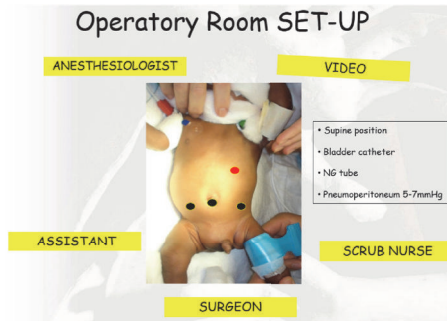 Operatory Room SET-UP
ANESTHESIOLOGIST
VIDEO
• Supine position
• Bladder catheter
• NG tube
• Pneumoperitoneum 5-7mmHg
ASSISTANT
SCRUB NURSE
SURGEON